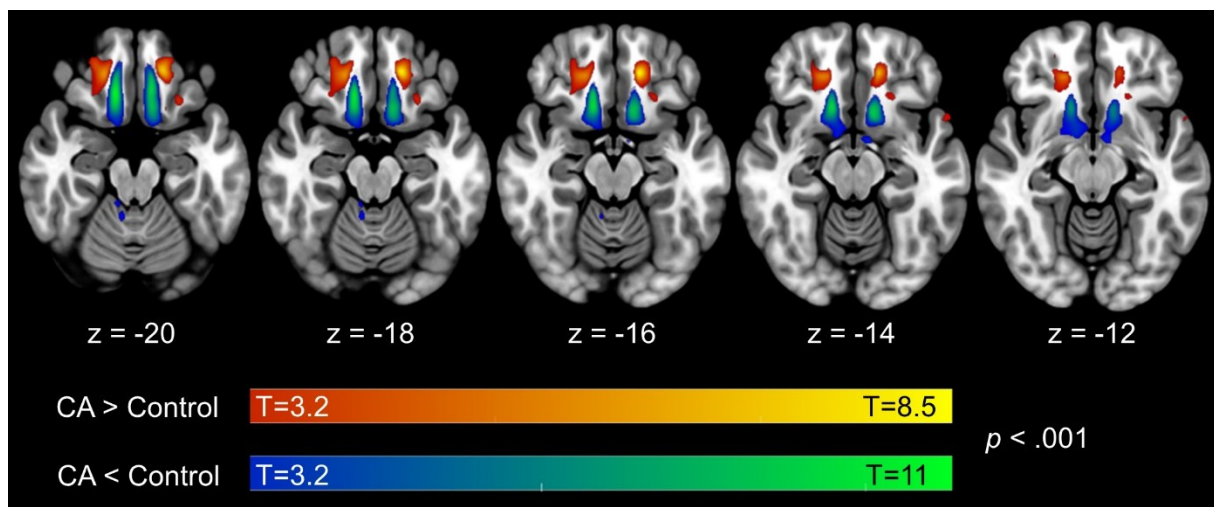 z = -20
z = -18
z = -16
z = -14
z = -12
CA > Control
T=3.2
T=8.5
p < .001
CA < Control
T=3.2
T=11